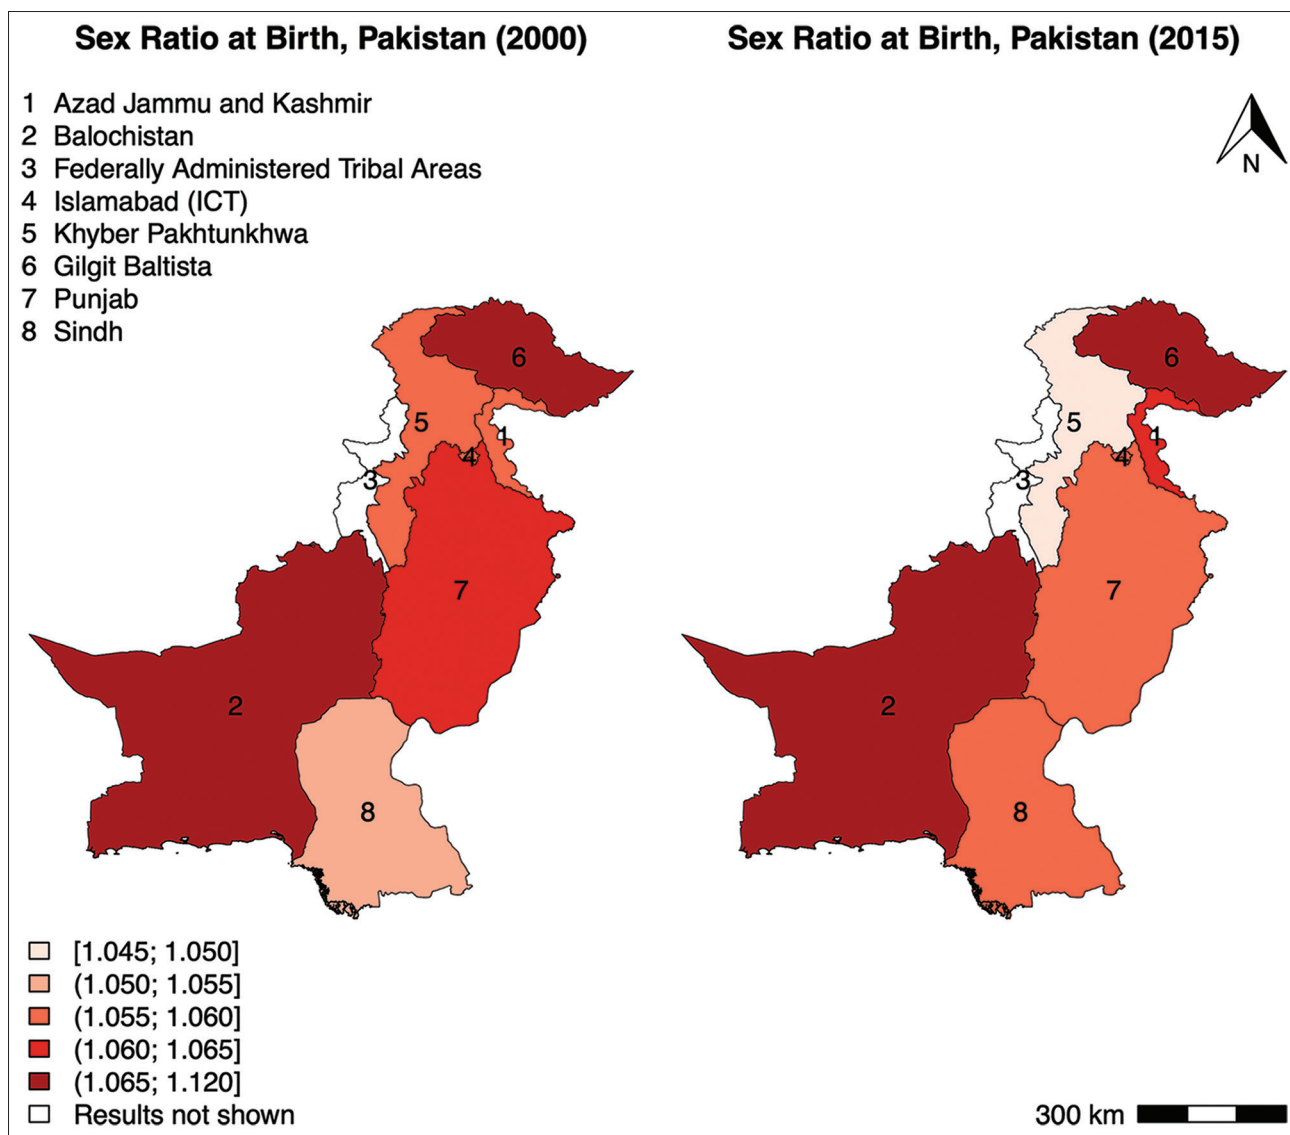 Sex Ratio at Birth, Pakistan (2000)
Sex Ratio at Birth, Pakistan (2015)
1 Azad Jammu and Kashmir
2 Balochistan
3 Federally Administered Tribal Areas
4 Islamabad (ICT)
5 Khyber Pakhtunkhwa
6 Gilgit Baltista
7 Punjab
8 Sindh
N
6
5
1
4
3
7
2
8
6
5
1
4
3
7
2
8
[1.045; 1.050]
(1.050; 1.055]
(1.055; 1.060]
(1.060; 1.065]
(1.065; 1.120]
Results not shown
300 km